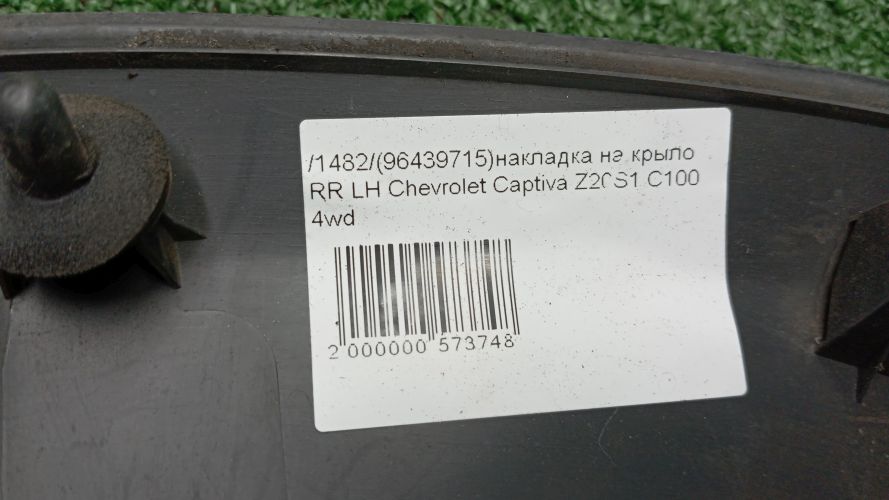 /1482/(96439715)накладка на крыло
RR LH Chevrolet Captiva Z20S1 C100
4wd
2 000000 573748